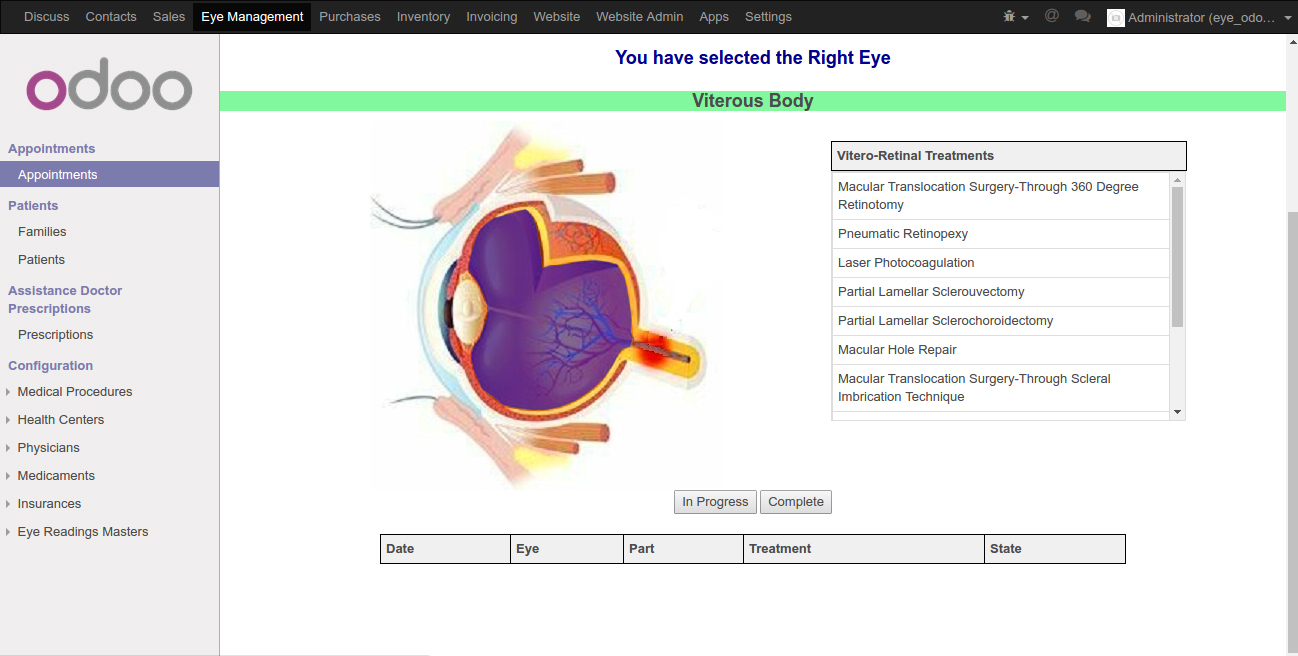 Discuss Contacts Sales Eye Management Purchases Inventory Invoicing Website Website Admin Apps Settings @ Administrator (eye_odo...
odoo
Appointments
Appointments
Patients
Families
Patients
Assistance Doctor
Prescriptions
Prescriptions
Configuration
Medical Procedures
Health Centers
Physicians
Medicaments
Insurances
Eye Readings Masters
You have selected the Right Eye
Viterous Body
Vitero-Retinal Treatments
Macular Translocation Surgery-Through 360 Degree
Retinotomy
Pneumatic Retinopexy
Laser Photocoagulation
Partial Lamellar Sclerouvectomy
Partial Lamellar Sclerochoroidectomy
Macular Hole Repair
Macular Translocation Surgery-Through Scleral
Imbrication Technique
In Progress Complete
Date Eye Part Treatment State